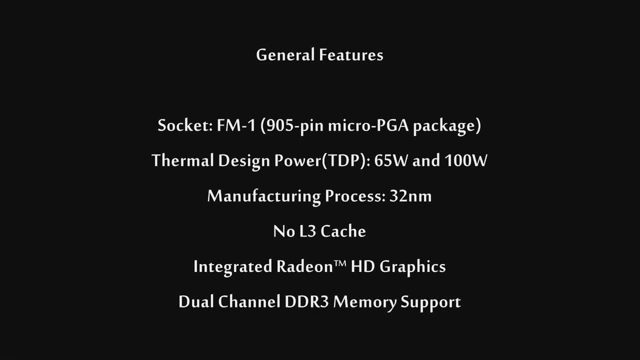 General Features
Socket: FM-1 (905-pin micro-PGA package)
Thermal Design Power(TDP): 65W and 100W
Manufacturing Process: 32nm
No L3 Cache
Integrated Radeon™ HD Graphics
Dual Channel DDR3 Memory Support